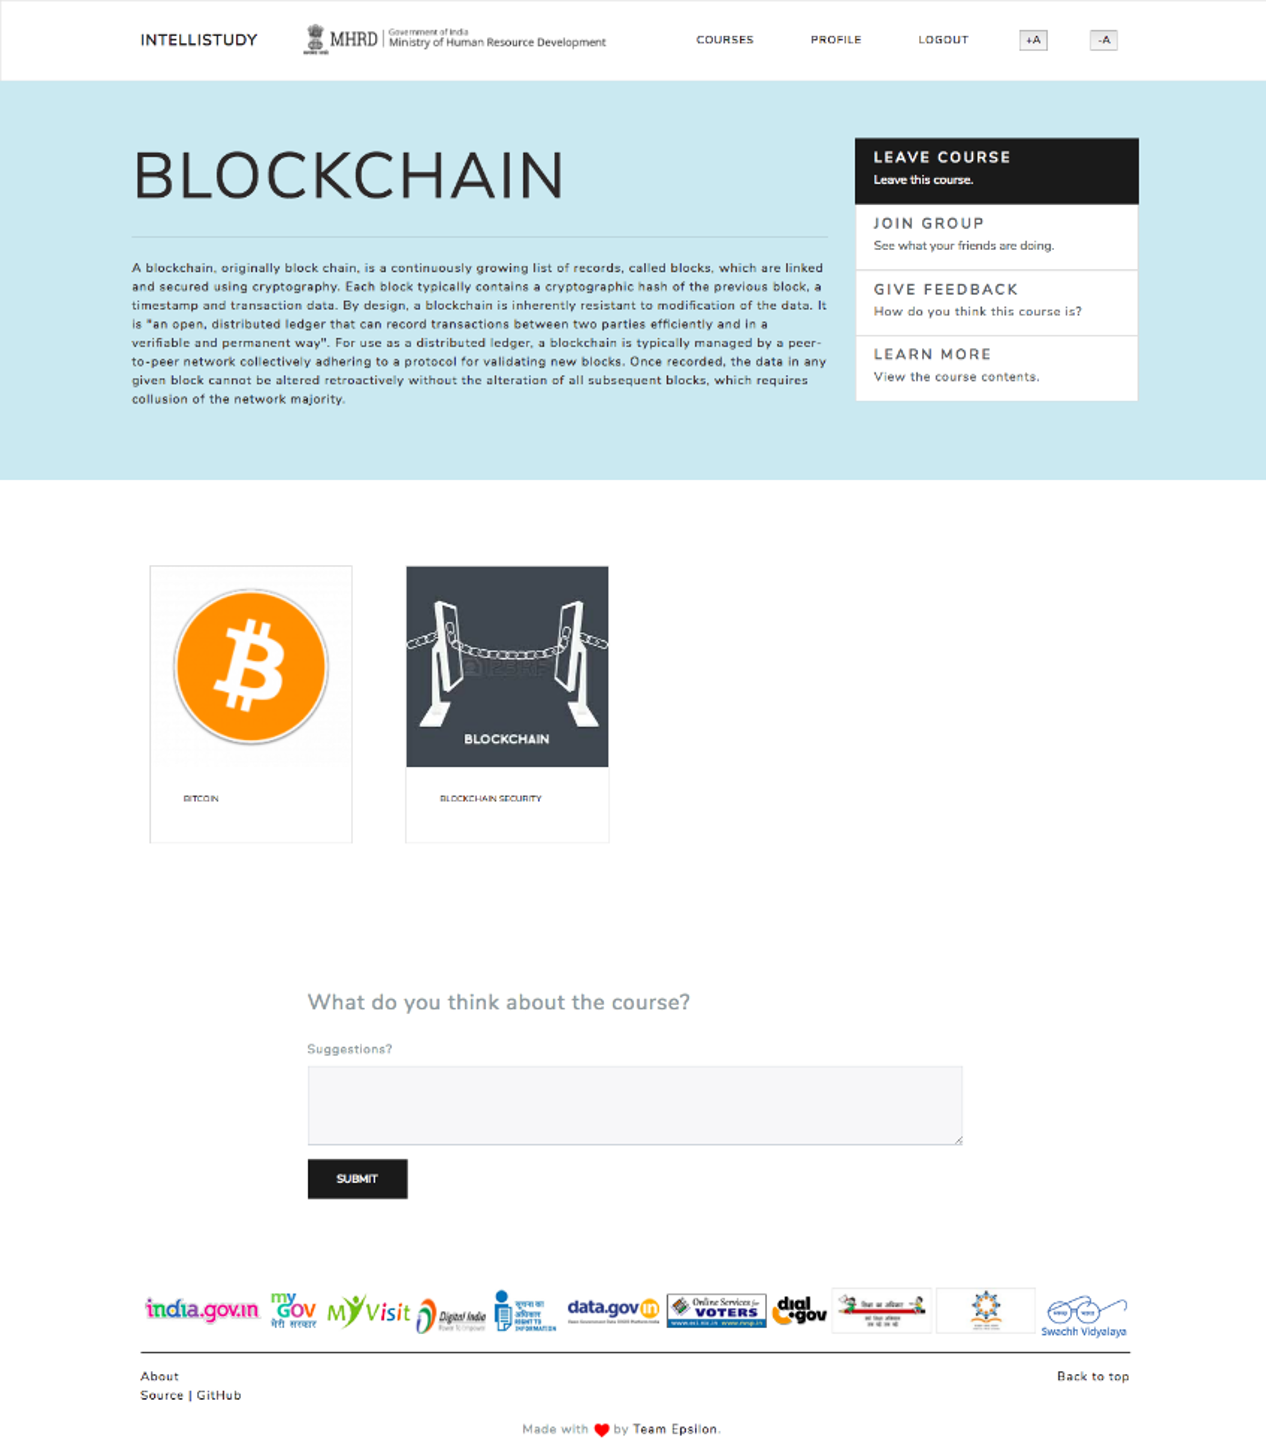 INTELLISTUDY
MHRD
Government of India
Ministry of Human Resource Development
COURSES
PROFILE
LOGOUT
+A
-A
BLOCKCHAIN
A blockchain, originally block chain, is a continuously growing list of records, called blocks, which are linked
and secured using cryptography. Each block typically contains a cryptographic hash of the previous block, a
timestamp and transaction data. By design, a blockchain is inherently resistant to modification of the data. It
is "an open, distributed ledger that can record transactions between two parties efficiently and in a
verifiable and permanent way". For use as a distributed ledger, a blockchain is typically managed by a peer-
to-peer network collectively adhering to a protocol for validating new blocks. Once recorded, the data in any
given block cannot be altered retroactively without the alteration of all subsequent blocks, which requires
collusion of the network majority.
LEAVE COURSE
Leave this course.
JOIN GROUP
See what your friends are doing.
GIVE FEEDBACK
How do you think this course is?
LEARN MORE
View the course contents.
BITCOIN
BLOCKCHAIN
BLOCKCHAIN SECURITY
What do you think about the course?
Suggestions?
SUBMIT
india.gov.in
my
GOV
मेरी सरकार
MYVisit
Digital India
Power To Empower
सूचना का
अधिकार
RIGHT TO
INFORMATION
data.gov in
Online Services for
VOTERS
dial.
gov
Swachh Vidyalaya
About
Back to top
Source | GitHub
Made with ❤ by Team Epsilon.